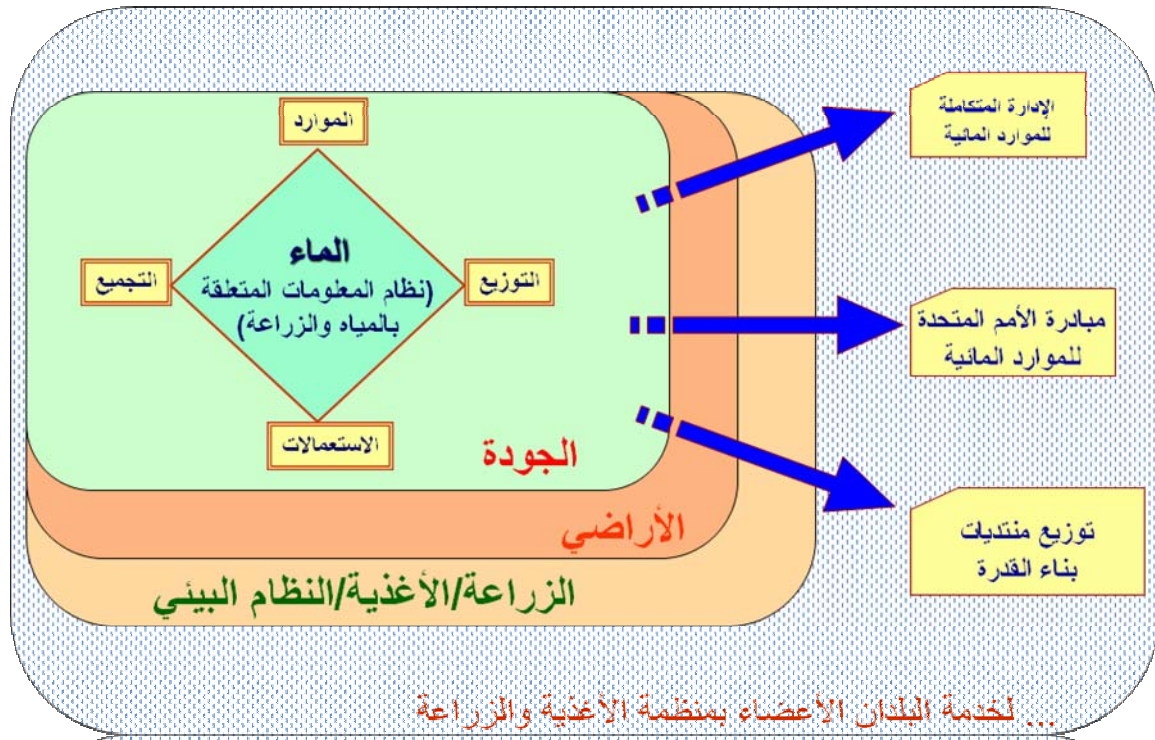 الموارد
الماء
(نظام المعلومات المتعلقة
بالمياه والزراعة)
التوزيع
التجميع
الاستعمالات
الجودة
الأراضي
الزراعة/الأغذية/النظام البيئي
الإدارة المتكاملة
للموارد المائية
مبادرة الأمم المتحدة
للموارد المائية
توزيع منتديات
بناء القدرة
... لخدمة البلدان الأعضاء بمنظمة الأغذية والزراعة